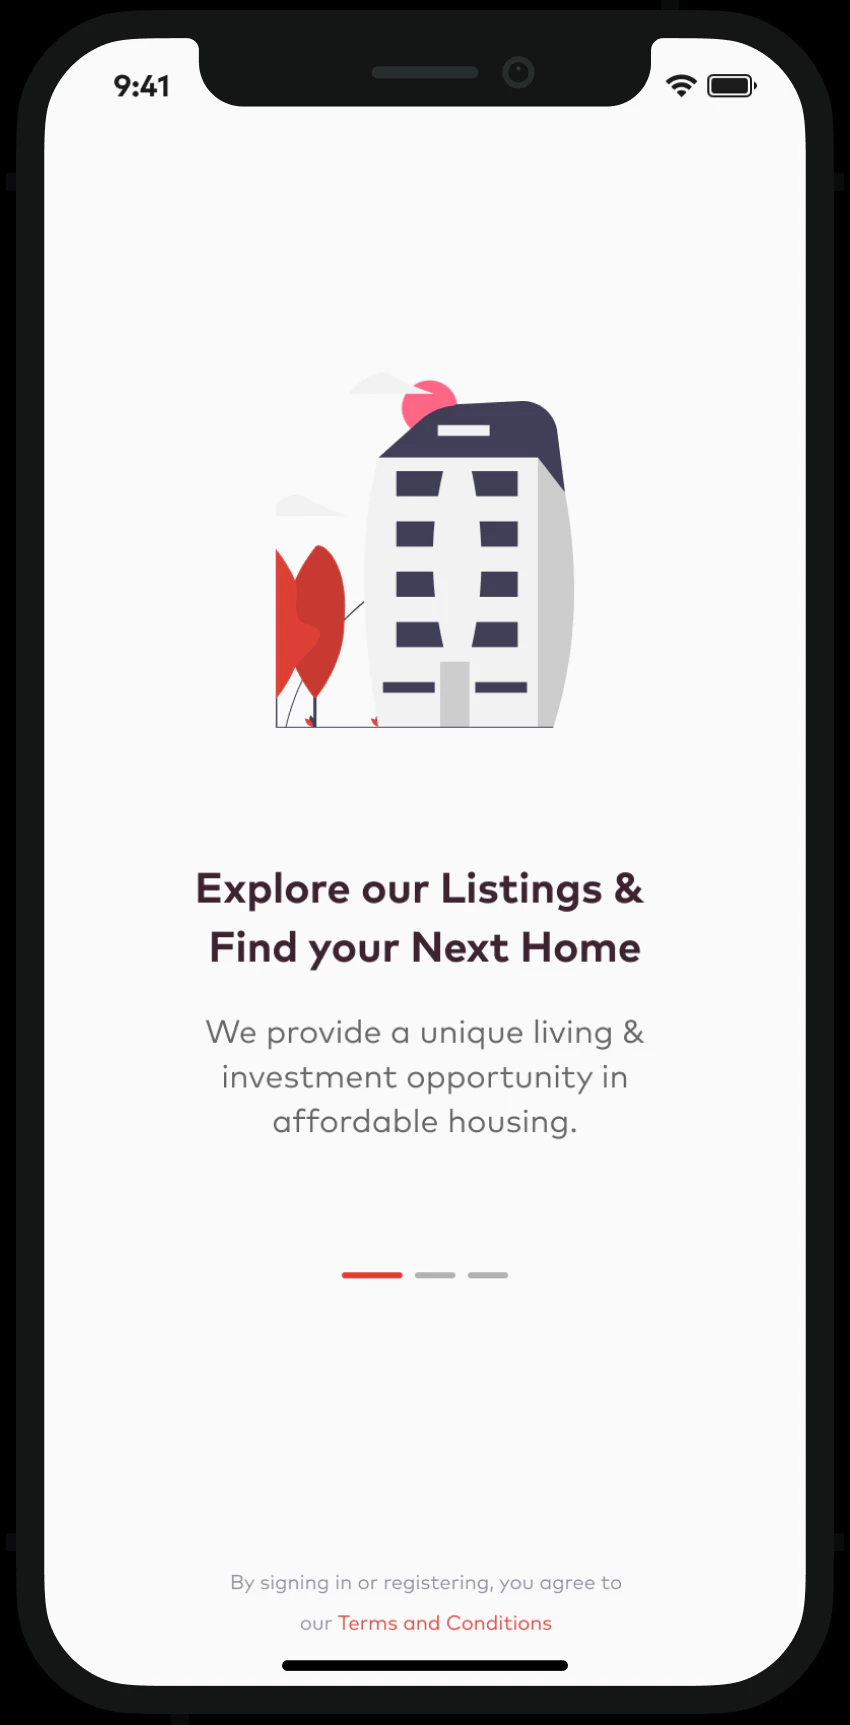 9:41
Explore our Listings &
Find your Next Home
We provide a unique living &
investment opportunity in
affordable housing.
By signing in or registering, you agree to
our Terms and Conditions